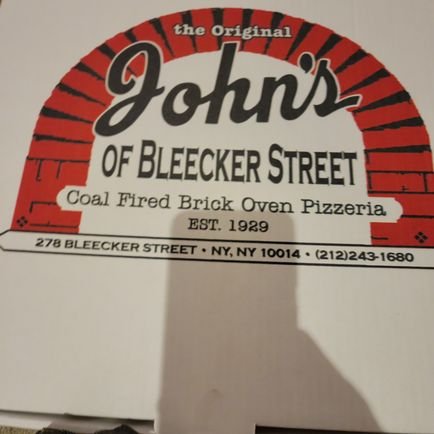 the Original
John's
OF BLEECKER STREET
Coal Fired Brick Oven Pizzeria
EST. 1929
278 BLEECKER STREET • NY, NY 10014 • (212)243-1680